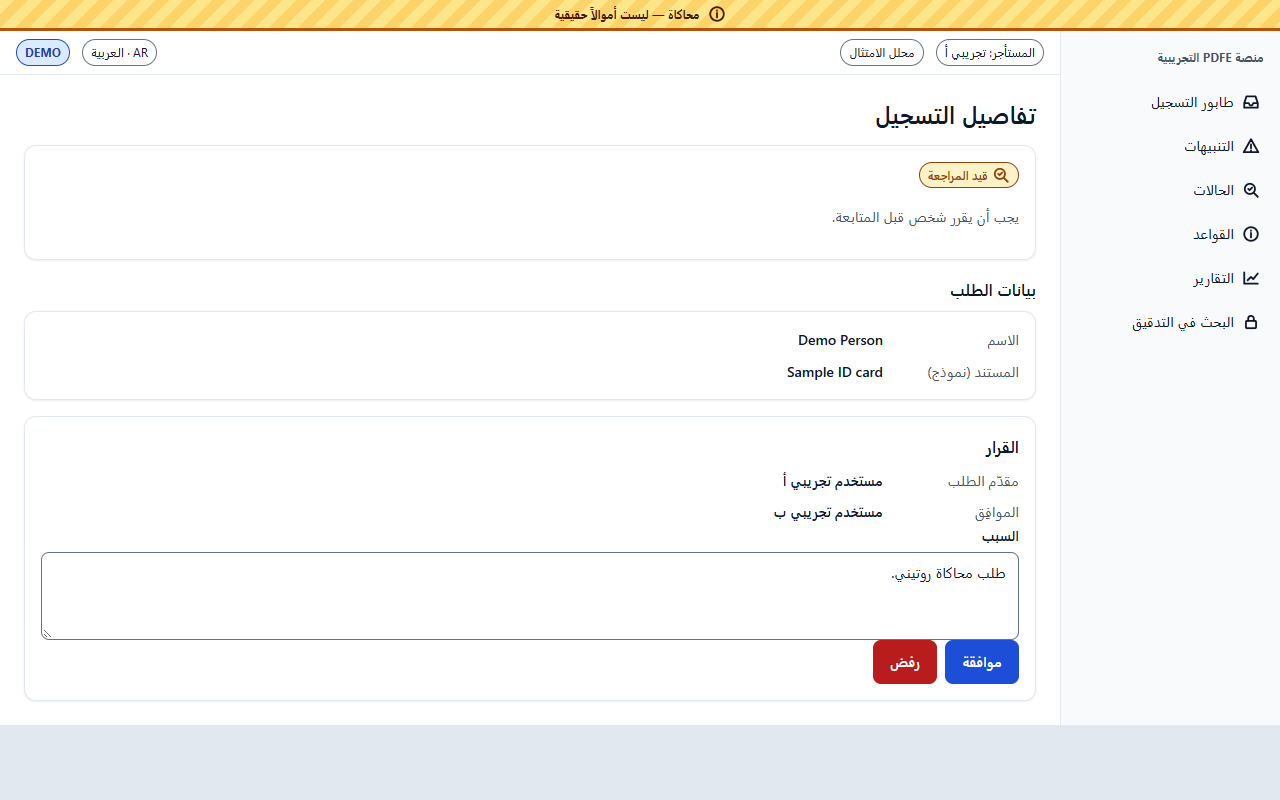 محاكاة — ليست أموالاً حقيقية
منصة PDFE التجريبية
طابور التسجيل
التنبيهات
الحالات
القواعد
التقارير
البحث في التدقيق
المستأجر: تجريبي أ
محلل الامتثال
AR · العربية
DEMO
تفاصيل التسجيل
قيد المراجعة
يجب أن يقرر شخص قبل المتابعة.
بيانات الطلب
الاسم Demo Person
المستند (نموذج) Sample ID card
القرار
مقدّم الطلب مستخدم تجريبي أ
الموافِق مستخدم تجريبي ب
السبب
طلب محاكاة روتيني.
موافقة رفض